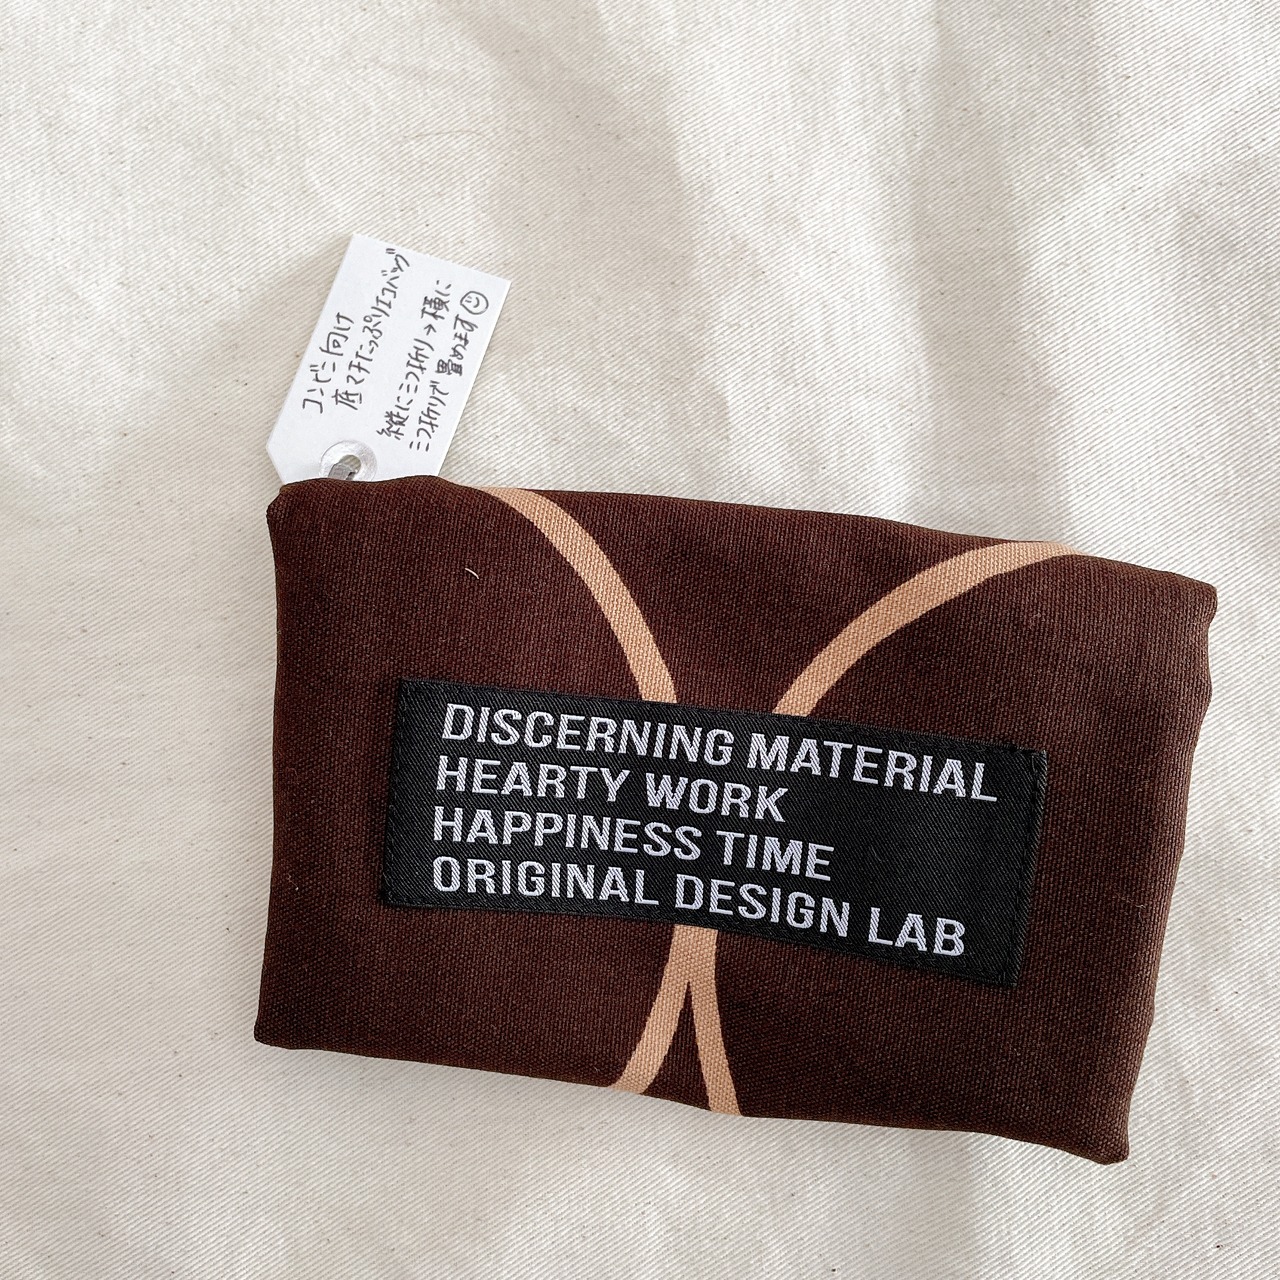 コンビニ向け
底マチたっぷりエコバッグ
縦に三つ折り→横に
三つ折りで畳めます☺
DISCERNING MATERIAL
HEARTY WORK
HAPPINESS TIME
ORIGINAL DESIGN LAB